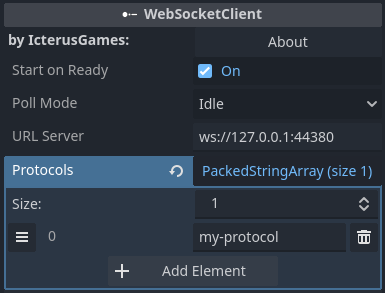 WebSocketClient
by IcterusGames:
About
Start on Ready
On
Poll Mode
Idle
URL Server
ws://127.0.0.1:44380
Protocols
PackedStringArray (size 1)
Size:
1
0
my-protocol
Add Element